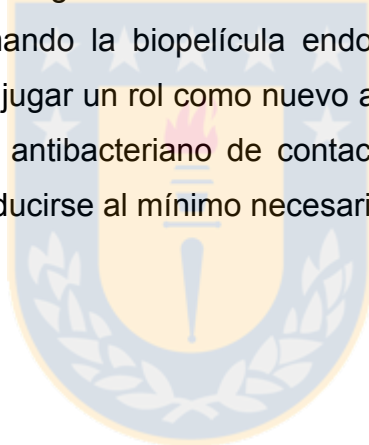 nando la biopelícula endo
jugar un rol como nuevo a
antibacteriano de contac
ducirse al mínimo necesari